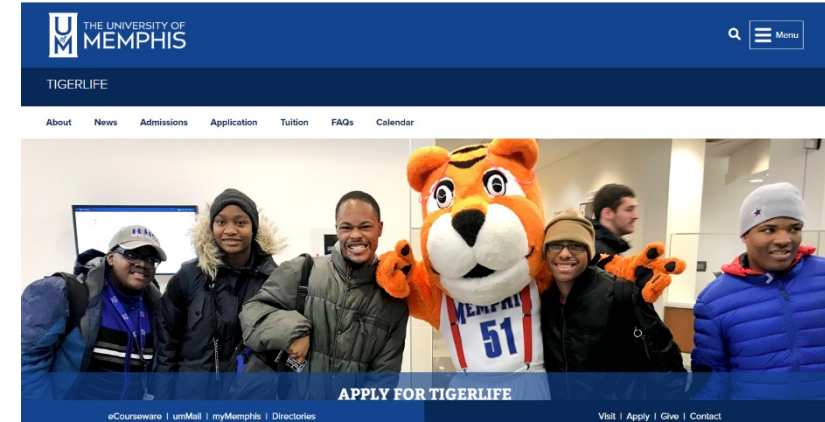 THE UNIVERSITY OF
MEMPHIS
Menu
TIGERLIFE
About News Admissions Application Tuition FAQs Calendar
MEMPHIS
51
APPLY FOR TIGERLIFE
eCourseware | umMail | myMemphis | Directories
Visit | Apply | Give | Contact